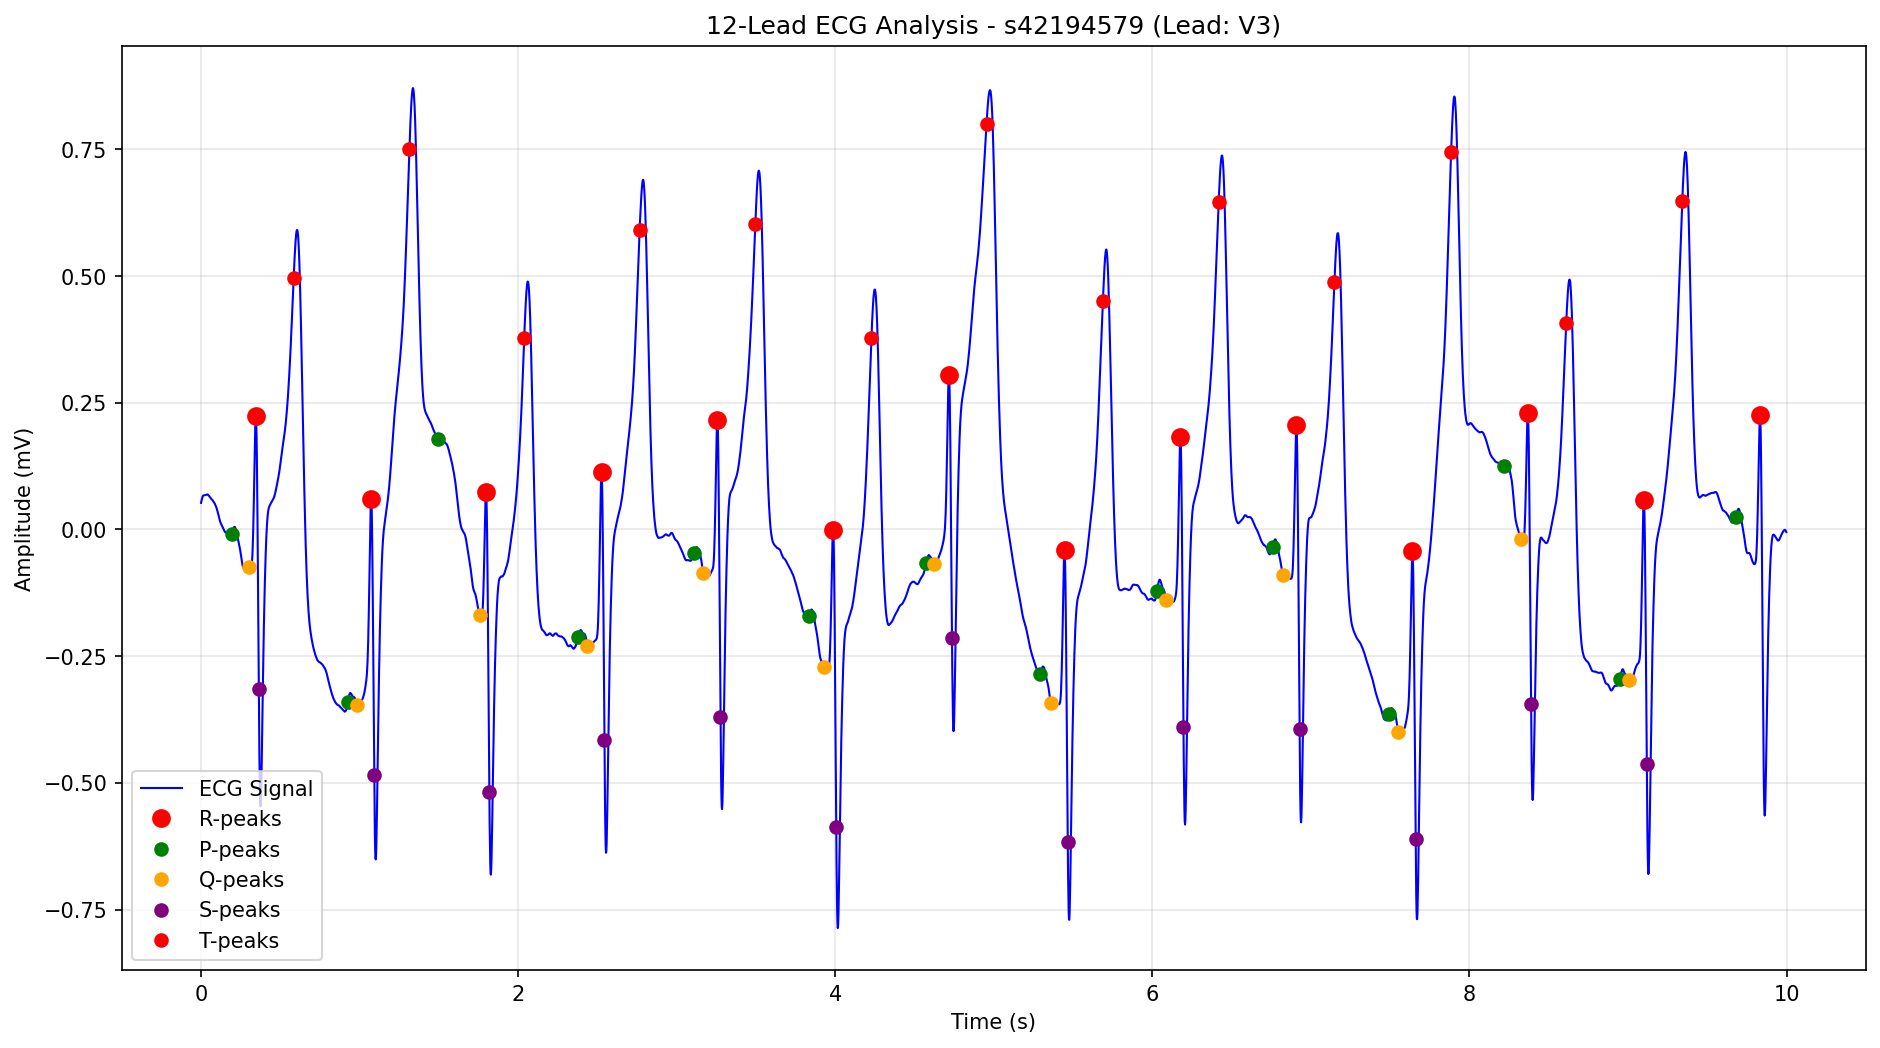 12-Lead ECG Analysis - s42194579 (Lead: V3)
Amplitude (mV)
0.75
0.50
0.25
0.00
−0.25
−0.50
−0.75
ECG Signal
R-peaks
P-peaks
Q-peaks
S-peaks
T-peaks
0 2 4 6 8 10
Time (s)